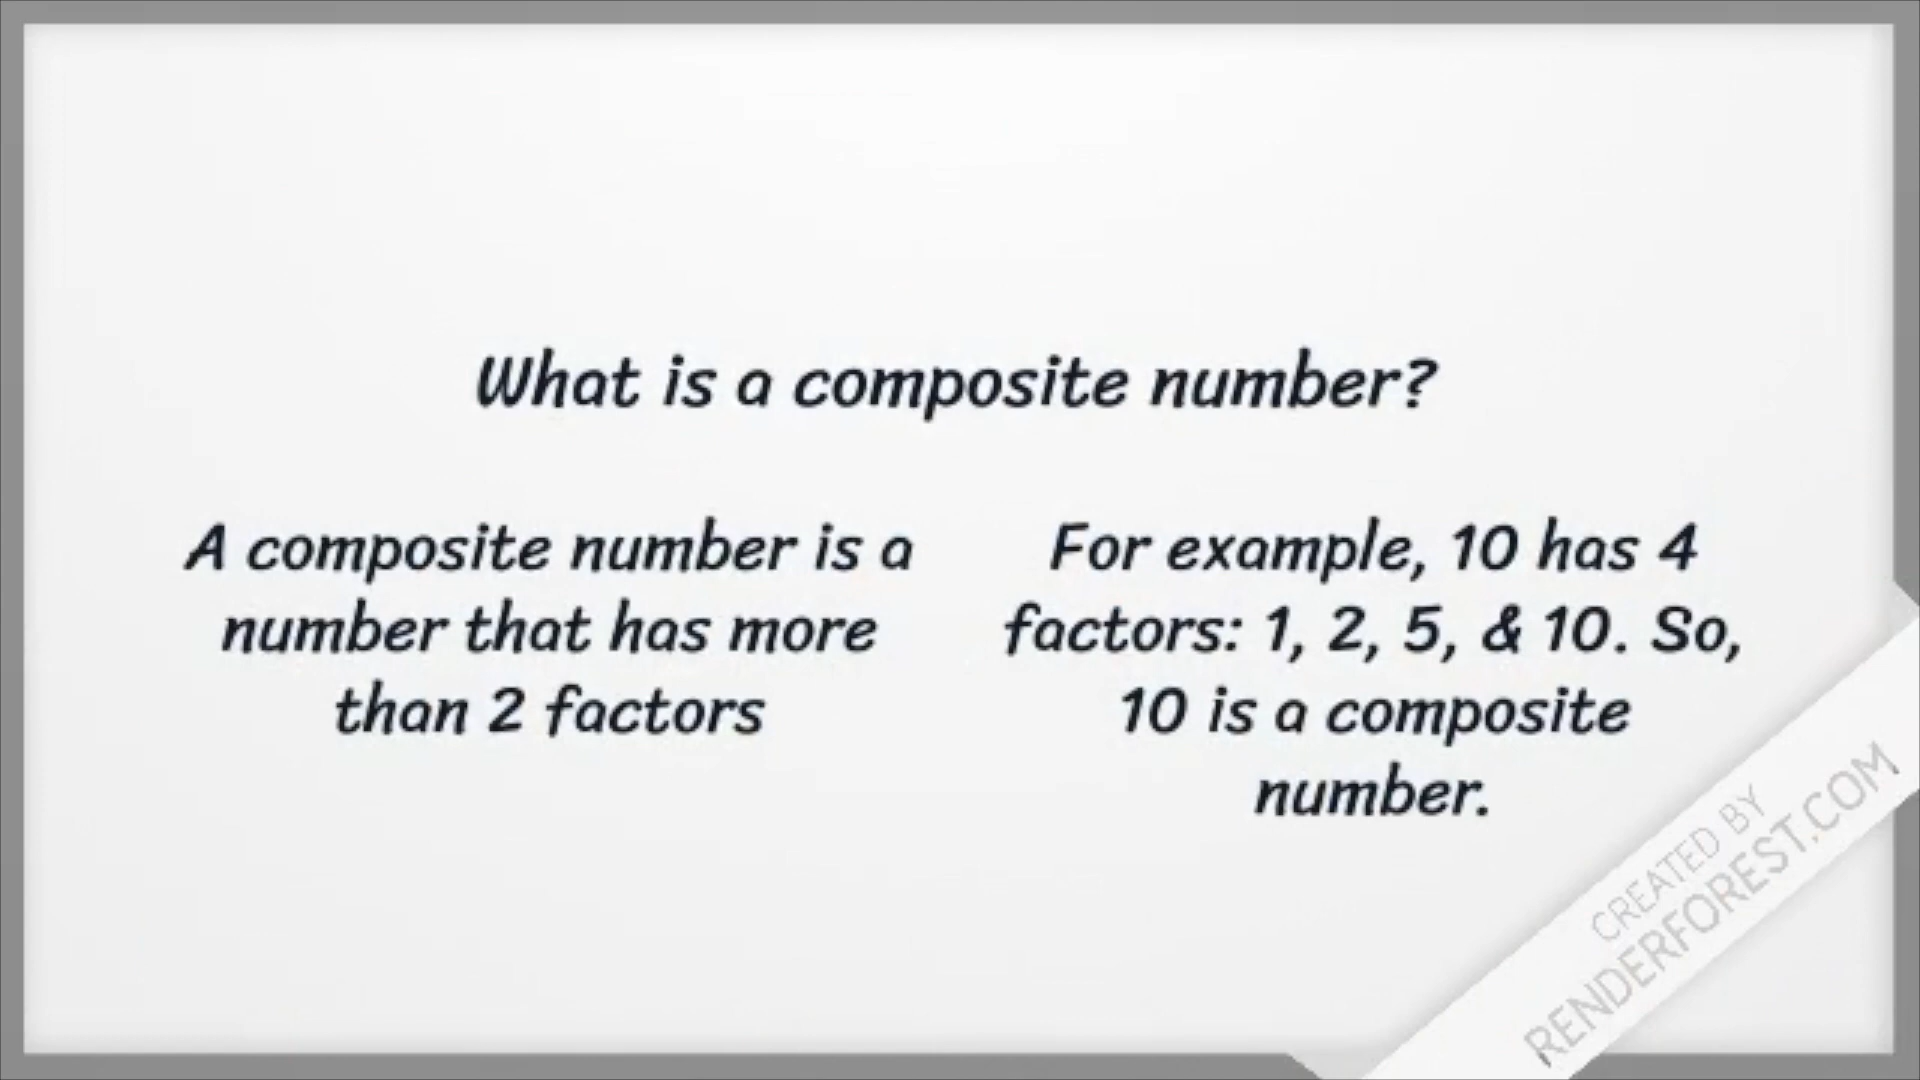 What is a composite number?
A composite number is a
number that has more
than 2 factors
For example, 10 has 4
factors: 1, 2, 5, & 10. So,
10 is a composite
number.
CREATED BY
RENDERFOREST.COM